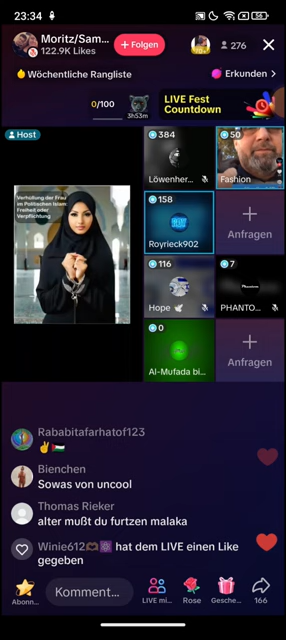 23:34
56
Moritz/Sam...
122.9K Likes
+ Folgen
276
Wöchentliche Rangliste
Erkunden >
0/100
3h53m
LIVE Fest
Countdown
Host
384
Löwenher...
50
Fashion
Verhüllung der Frau
im Politischen Islam
Freiheit oder
Verpflichtung
158
Royrieck902
Anfragen
116
Hope
7
PHANTO...
0
Al-Mufada bi...
Anfragen
Rababitafarhatof123
✌🇵🇸
Bienchen
Sowas von uncool
Thomas Rieker
alter mußt du furtzen malaka
Winie612 hat dem LIVE einen Like
gegeben
Abonn...
Komment...
LIVE mi...
Rose
Gesche...
166